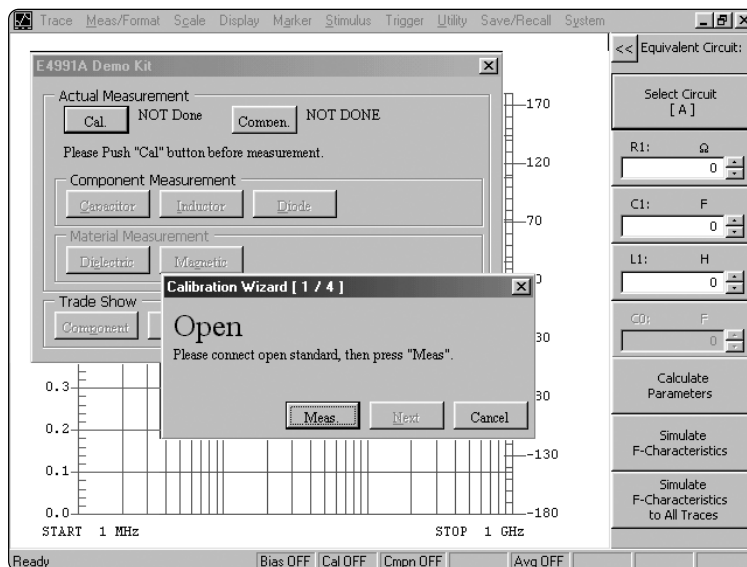 Trace Meas/Format Scale Display Marker Stimulus Trigger Utility Save/Recall System
<< Equivalent Circuit:
E4991A Demo Kit
Actual Measurement
Cal. NOT Done Compen. NOT DONE
Please Push "Cal" button before measurement.
Component Measurement
Capacitor Inductor Diode
Material Measurement
Dielectric Magnetic
Trade Show
Component
Calibration Wizard [ 1 / 4 ]
Open
Please connect open standard, then press "Meas".
Meas. Next Cancel
170
120
70
30
80
-130
-180
0.3
0.2
0.1
0.0
START 1 MHz STOP 1 GHz
Select Circuit
[ A ]
R1: Ω
0
C1: F
0
L1: H
0
C0: F
0
Calculate
Parameters
Simulate
F-Characteristics
Simulate
F-Characteristics
to All Traces
Ready Bias OFF Cal OFF Cmpn OFF Avg OFF